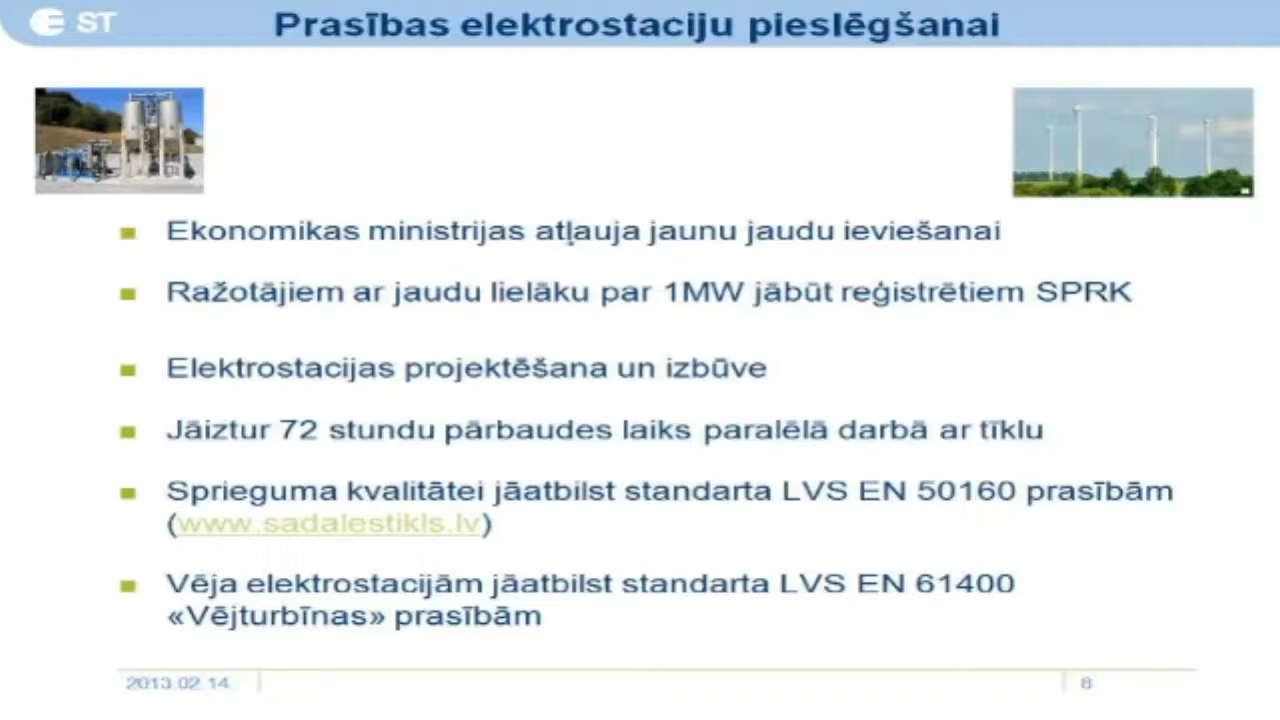 ST
Prasības elektrostaciju pieslēgšanai
Ekonomikas ministrijas atļauja jaunu jaudu ieviešanai
Ražotājiem ar jaudu lielāku par 1MW jābūt reģistrētiem SPRK
Elektrostacijas projektēšana un izbūve
Jāiztur 72 stundu pārbaudes laiks paralēlā darbā ar tīklu
Sprieguma kvalitātei jāatbilst standarta LVS EN 50160 prasībām
(www.sadalestikls.lv)
Vēja elektrostacijām jāatbilst standarta LVS EN 61400
«Vējturbīnas» prasībām
2013.02.14.
8